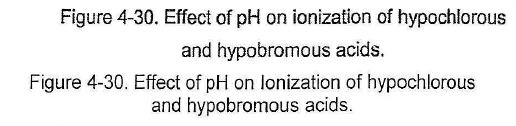 Figure 4-30. Effect of pH on ionization of hypochlorous
and hypobromous acids.
Figure 4-30. Effect of pH on Ionization of hypochlorous
and hypobromous acids.